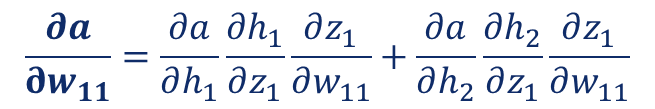 ∂a/∂w₁₁ = ∂a/∂h₁ ∂h₁/∂z₁ ∂z₁/∂w₁₁ + ∂a/∂h₂ ∂h₂/∂z₁ ∂z₁/∂w₁₁